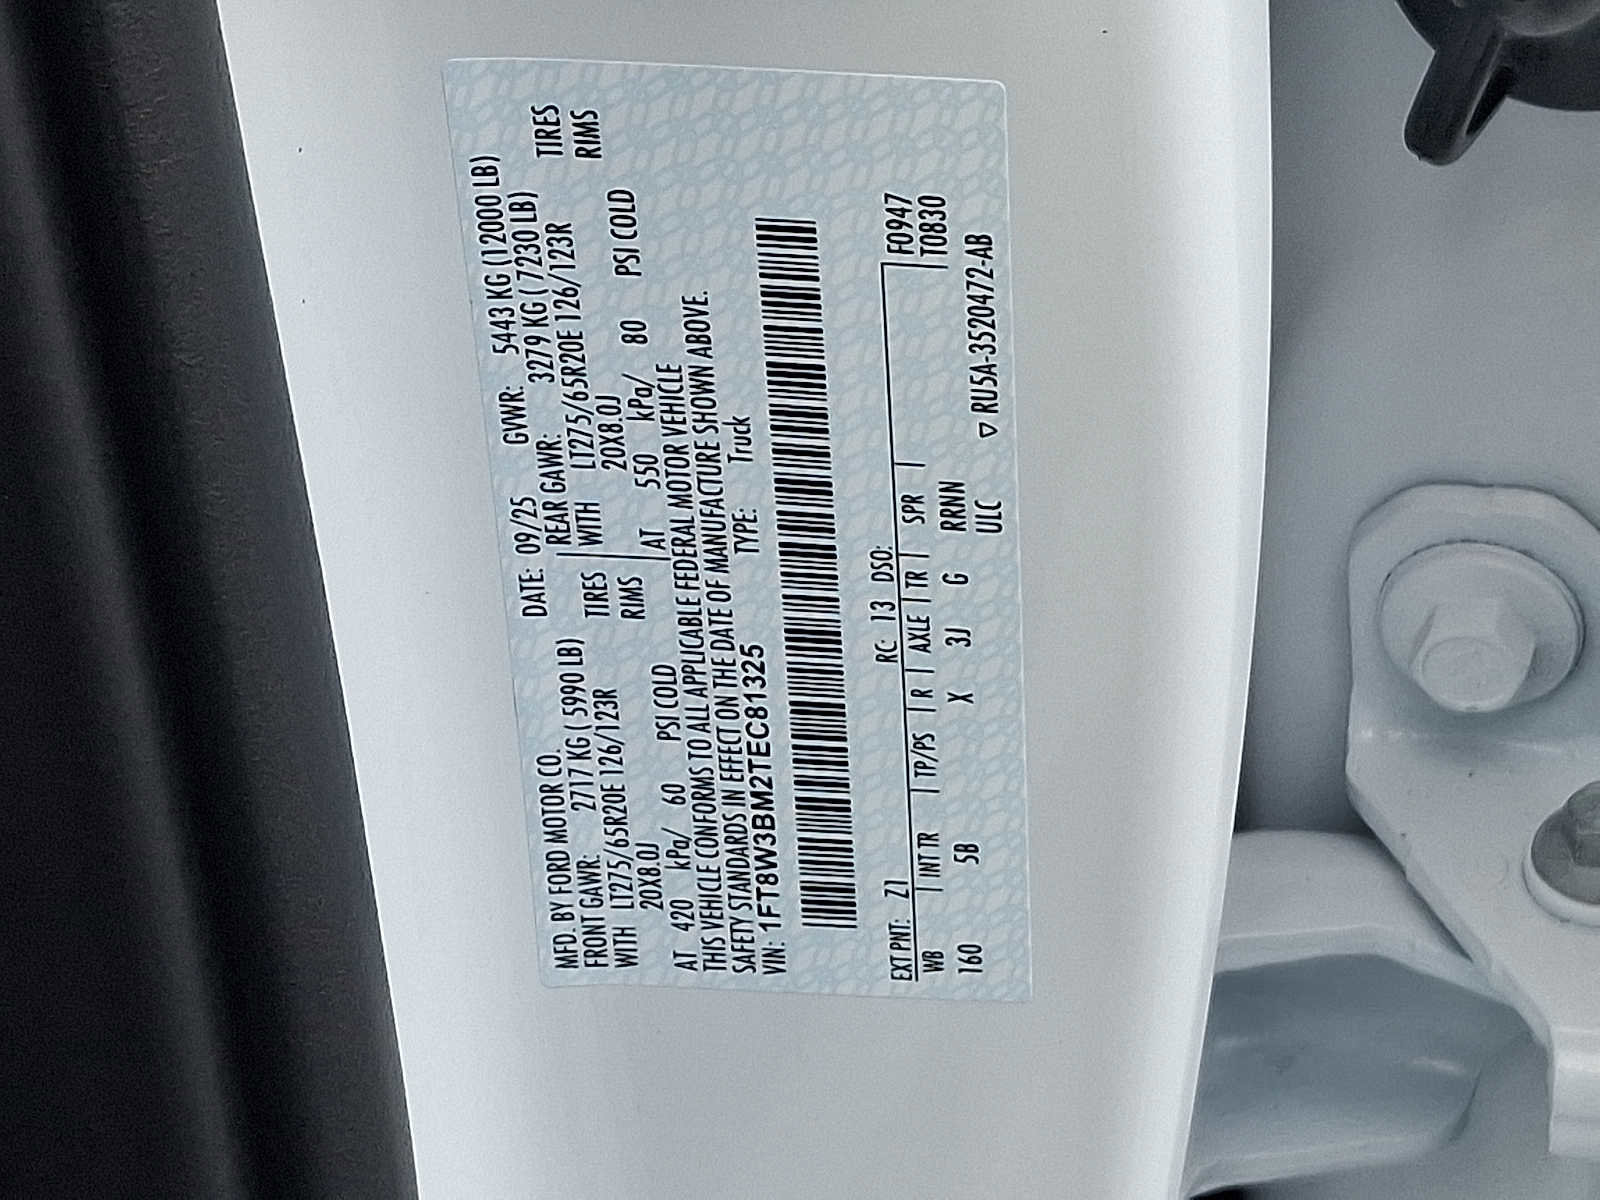 MFD. BY FORD MOTOR CO. DATE: 09/25 GVWR: 5443 KG (12000 LB)
FRONT GAWR: 2717 KG ( 5990 LB) REAR GAWR: 3279 KG ( 7230 LB)
WITH LT275/65R20E 126/123R TIRES WITH LT275/65R20E 126/123R TIRES
20X8.0J RIMS 20X8.0J RIMS
AT 420 kPa/ 60 PSI COLD AT 550 kPa/ 80 PSI COLD
THIS VEHICLE CONFORMS TO ALL APPLICABLE FEDERAL MOTOR VEHICLE
SAFETY STANDARDS IN EFFECT ON THE DATE OF MANUFACTURE SHOWN ABOVE.
VIN: 1FT8W3BM2TEC81325 TYPE: Truck
EXT PNT: Z1 RC: 13 DSO: F0947
WB | INT TR | TP/PS | R | AXLE | TR | SPR | T0830
160 5B X 3J G RRNN
ULC ▽ RU5A-3520472-AB